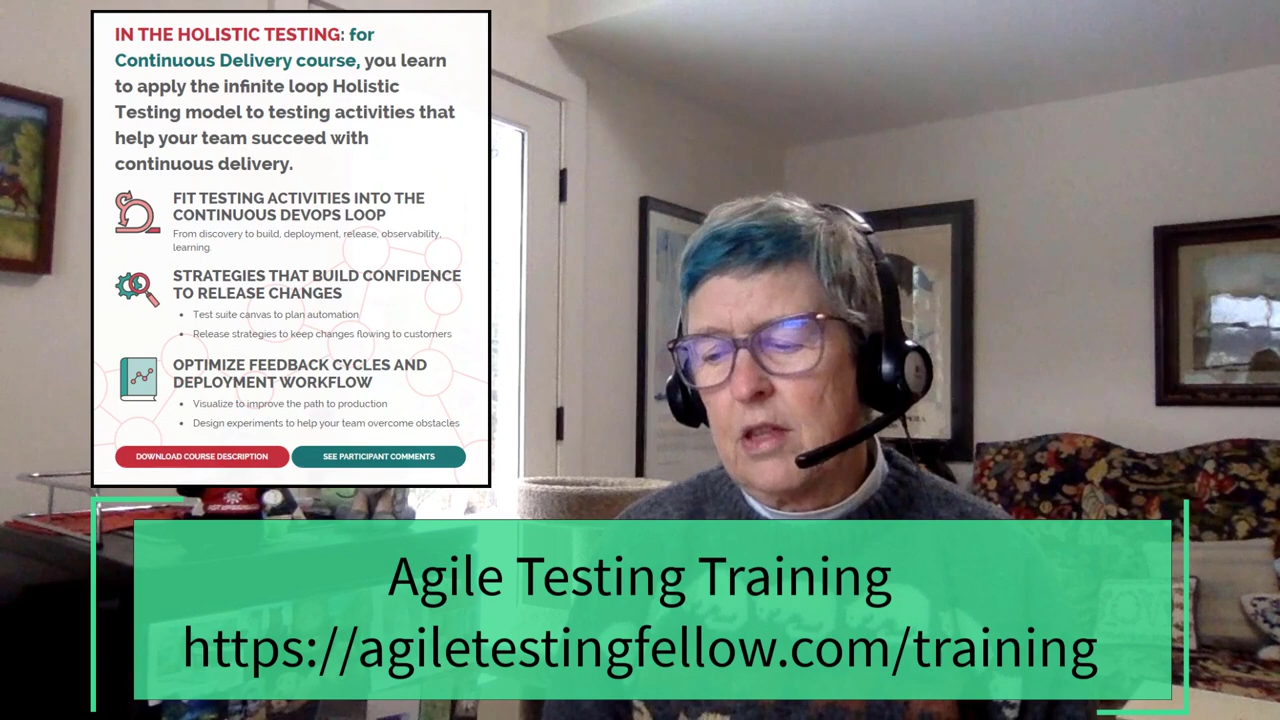 IN THE HOLISTIC TESTING: for
Continuous Delivery course, you learn
to apply the infinite loop Holistic
Testing model to testing activities that
help your team succeed with
continuous delivery.
FIT TESTING ACTIVITIES INTO THE
CONTINUOUS DEVOPS LOOP
From discovery to build, deployment, release, observability,
learning
STRATEGIES THAT BUILD CONFIDENCE
TO RELEASE CHANGES
• Test suite canvas to plan automation
• Release strategies to keep changes flowing to customers
OPTIMIZE FEEDBACK CYCLES AND
DEPLOYMENT WORKFLOW
• Visualize to improve the path to production
• Design experiments to help your team overcome obstacles
DOWNLOAD COURSE DESCRIPTION
SEE PARTICIPANT COMMENTS
Agile Testing Training
https://agiletestingfellow.com/training